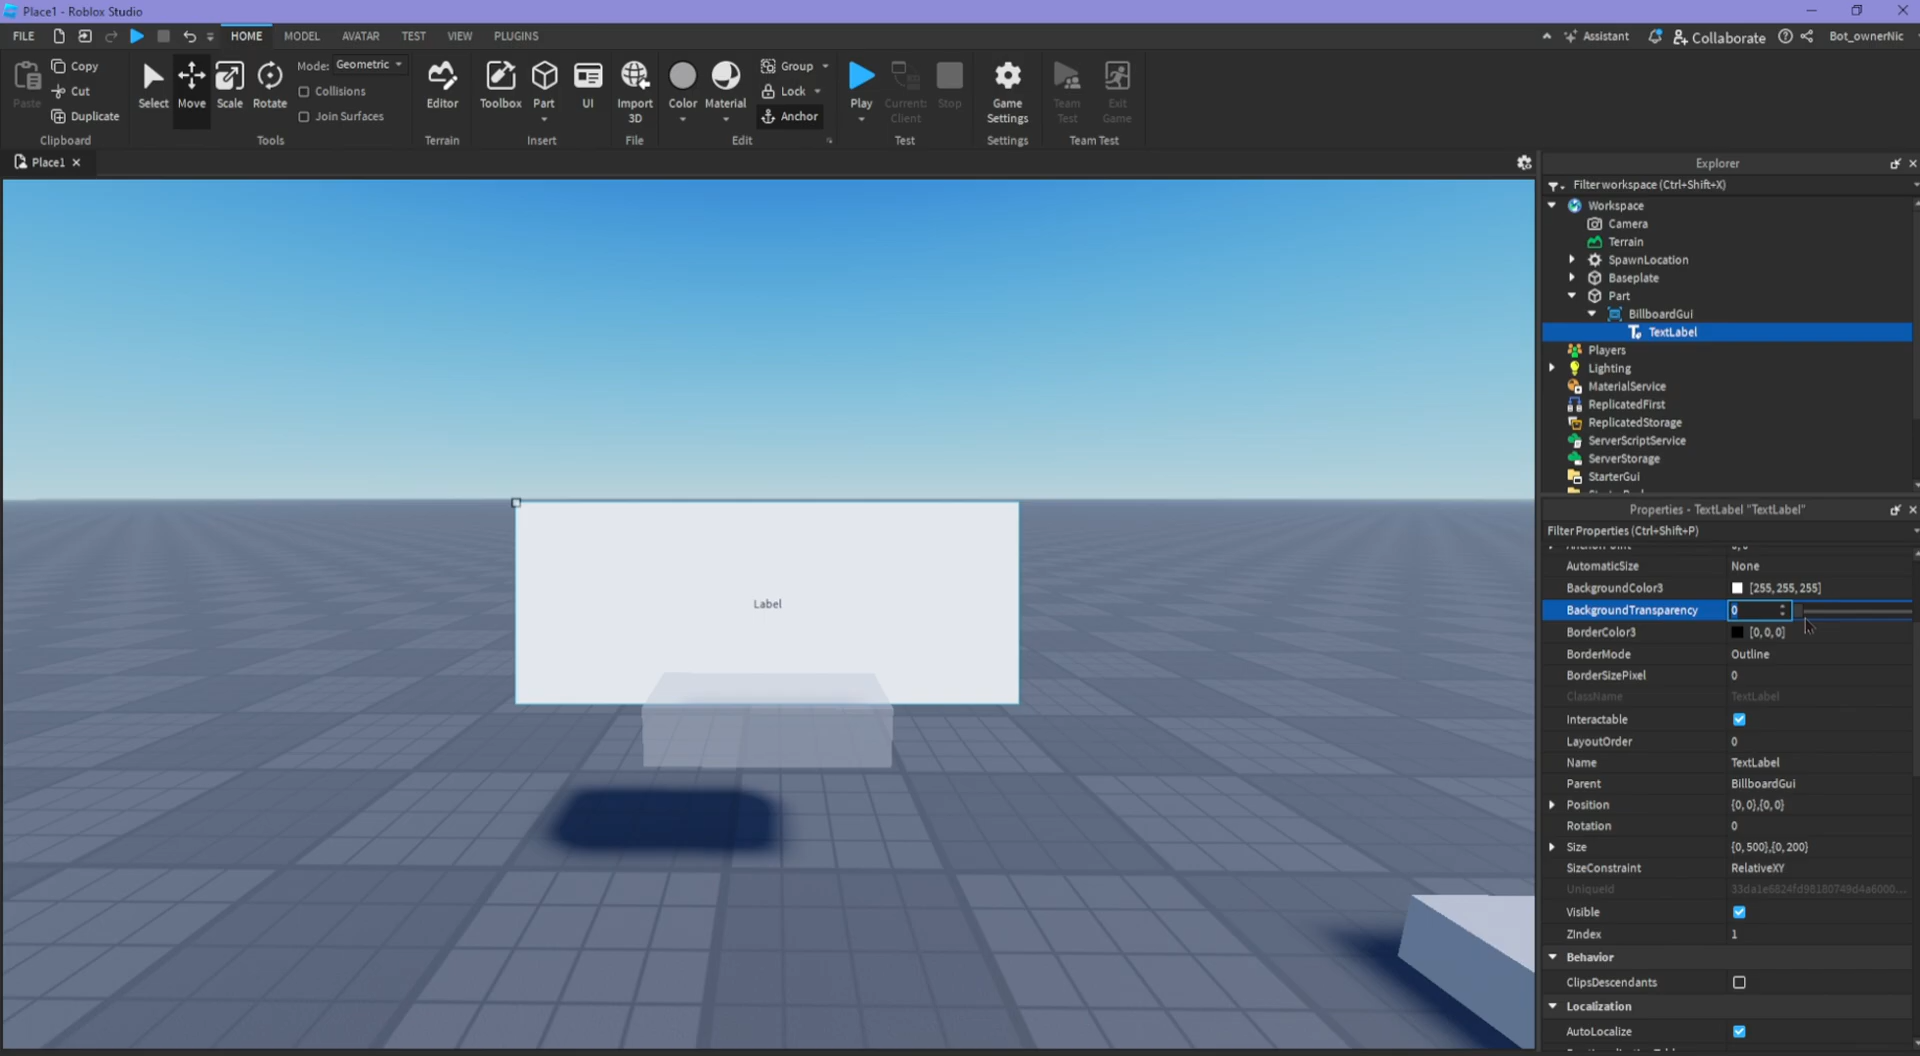 Place1 - Roblox Studio
FILE HOME MODEL AVATAR TEST VIEW PLUGINS Assistant Collaborate Bot_ownerNic
Paste Copy Cut Duplicate Clipboard
Select Move Scale Rotate Mode: Geometric Collisions Join Surfaces Tools
Editor Terrain
Toolbox Part UI Insert
Import 3D File
Color Material Group Lock Anchor Edit
Play Current: Client Stop Test
Game Settings Settings
Team Test Exit Game Team Test
Place1
Label
Explorer
Filter workspace (Ctrl+Shift+X)
Workspace
Camera
Terrain
SpawnLocation
Baseplate
Part
BillboardGui
TextLabel
Players
Lighting
MaterialService
ReplicatedFirst
ReplicatedStorage
ServerScriptService
ServerStorage
StarterGui
Properties - TextLabel "TextLabel"
Filter Properties (Ctrl+Shift+P)
AutomaticSize None
BackgroundColor3 [255, 255, 255]
BackgroundTransparency 0
BorderColor3 [0, 0, 0]
BorderMode Outline
BorderSizePixel 0
ClassName TextLabel
Interactable
LayoutOrder 0
Name TextLabel
Parent BillboardGui
Position {0, 0},{0, 0}
Rotation 0
Size {0, 500},{0, 200}
SizeConstraint RelativeXY
UniqueId
Visible
ZIndex 1
Behavior
ClipsDescendants
Localization
AutoLocalize